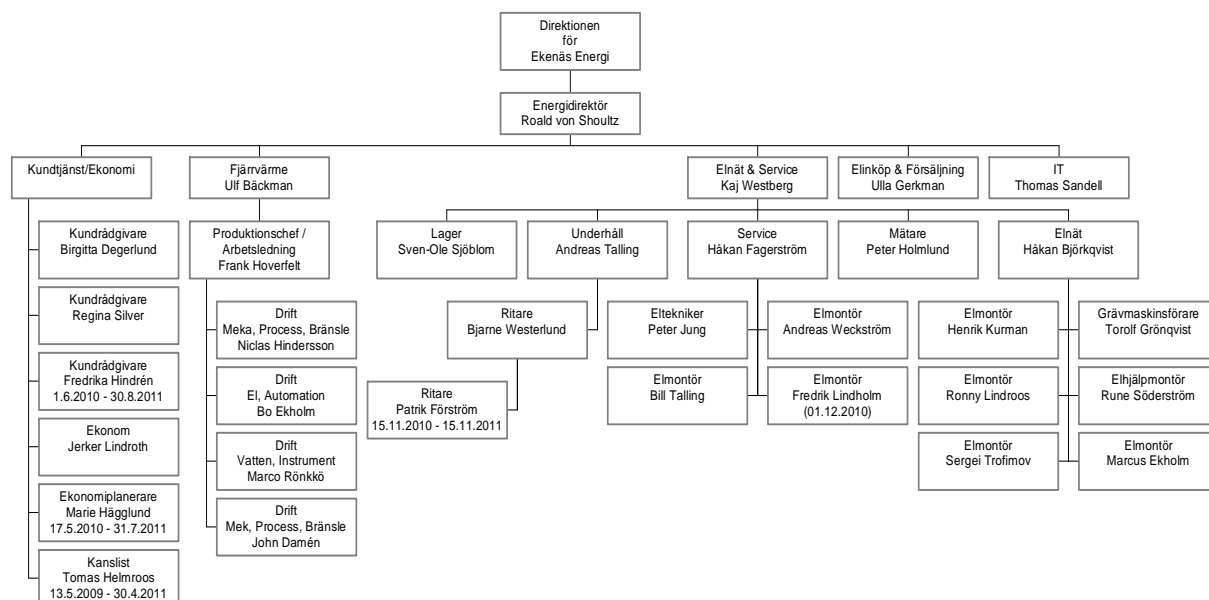 Direktionen
för
Ekenäs Energi
Energidirektör
Roald von Shoultz
Kundtjänst/Ekonomi
Fjärrvärme
Ulf Bäckman
Elnät & Service
Kaj Westberg
Elinköp & Försäljning
Ulla Gerkman
IT
Thomas Sandell
Kundrådgivare
Birgitta Degerlund
Kundrådgivare
Regina Silver
Kundrådgivare
Fredrika Hindrén
1.6.2010 - 30.8.2011
Ekonom
Jerker Lindroth
Ekonomiplanerare
Marie Hägglund
17.5.2010 - 31.7.2011
Kanslist
Tomas Helmroos
13.5.2009 - 30.4.2011
Produktionschef /
Arbetsledning
Frank Hoverfelt
Drift
Meka, Process, Bränsle
Niclas Hindersson
Drift
El, Automation
Bo Ekholm
Drift
Vatten, Instrument
Marco Rönkkö
Drift
Mek, Process, Bränsle
John Damén
Lager
Sven-Ole Sjöblom
Underhåll
Andreas Talling
Ritare
Bjarne Westerlund
Ritare
Patrik Förström
15.11.2010 - 15.11.2011
Service
Håkan Fagerström
Eltekniker
Peter Jung
Elmontör
Andreas Weckström
Elmontör
Bill Talling
Elmontör
Fredrik Lindholm
(01.12.2010)
Mätare
Peter Holmlund
Elnät
Håkan Björkqvist
Elmontör
Henrik Kurman
Grävmaskinsförare
Torolf Grönqvist
Elmontör
Ronny Lindroos
Elhjälpmontör
Rune Söderström
Elmontör
Sergei Trofimov
Elmontör
Marcus Ekholm